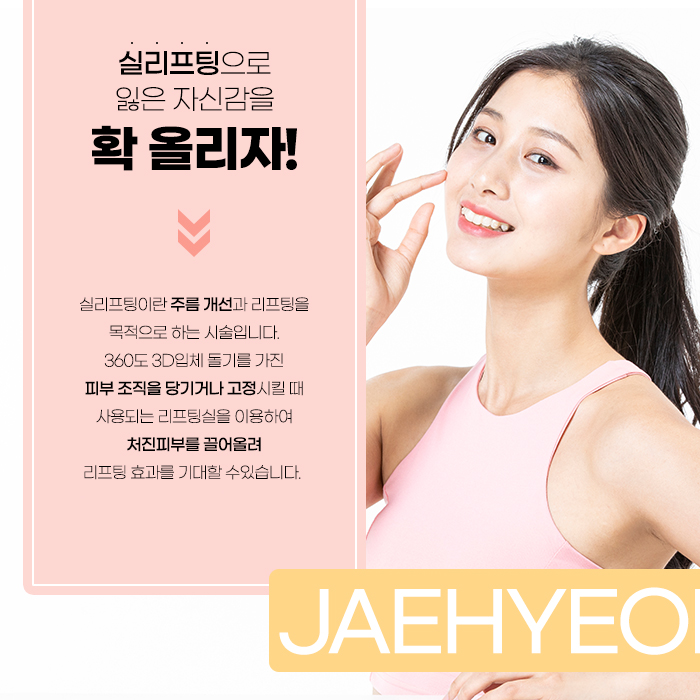 실리프팅으로
잃은 자신감을
확 올리자!
실리프팅이란 주름 개선과 리프팅을
목적으로 하는 시술입니다.
360도 3D입체 돌기를 가진
피부 조직을 당기거나 고정시킬 때
사용되는 리프팅실을 이용하여
처진피부를 끌어올려
리프팅 효과를 기대할 수있습니다.
JAEHYEO